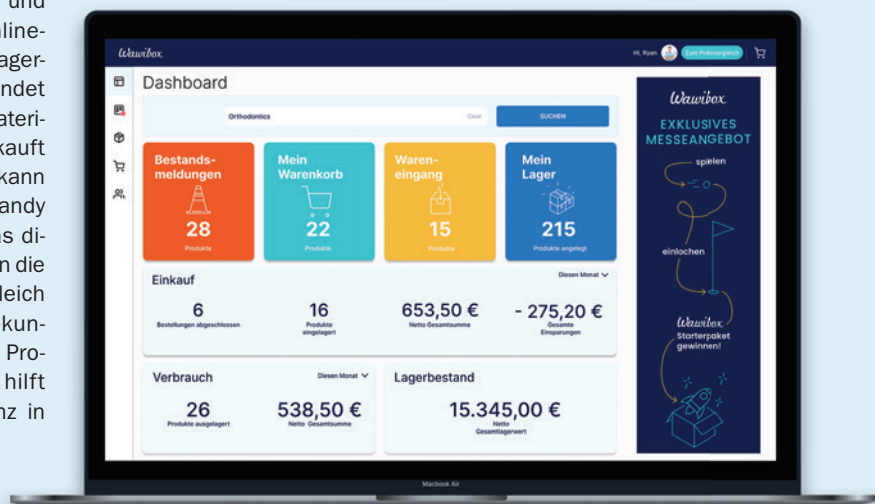 und
nline-
ager-
ndet
ateri-
kauft
kann
andy
s di-
n die
leich
kun-
Pro-
hilft
nz in
Wawibox
Hi, Ryan
Zum Preisvergleich
Dashboard
Orthodontics
Clear
SUCHEN
Bestands-
meldungen
28
Produkte
Mein
Warenkorb
22
Produkte
Waren-
eingang
15
Produkte
Mein
Lager
215
Produkte angelegt
Einkauf
Diesen Monat
6
Bestellungen abgeschlossen
16
Produkte
eingelagert
653,50 €
Netto Gesamtsumme
- 275,20 €
Gesamte
Einsparungen
Verbrauch
Diesen Monat
26
Produkte ausgelagert
538,50 €
Netto Gesamtsumme
Lagerbestand
15.345,00 €
Netto
Gesamtlagerwert
Wawibox
EXKLUSIVES
MESSEANGEBOT
spielen
einlochen
Wawibox
Starterpaket
gewinnen!
Macbook Air